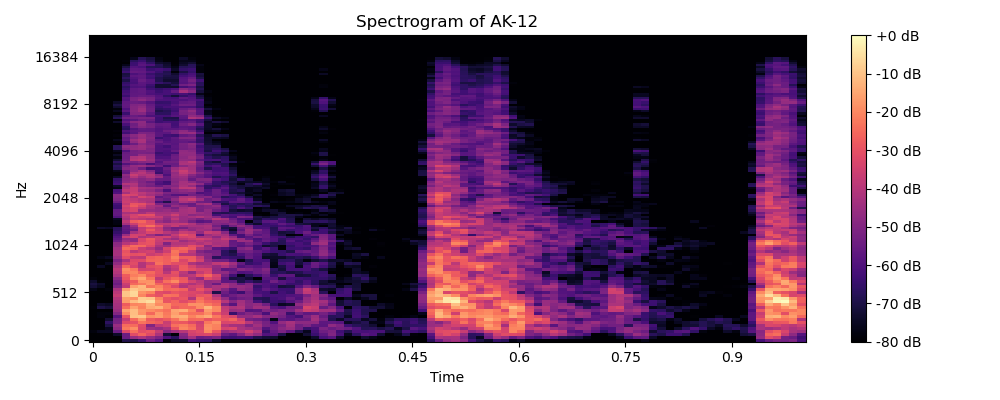 Spectrogram of AK-12
Hz
16384
8192
4096
2048
1024
512
0
0
0.15
0.3
0.45
0.6
0.75
0.9
Time
+0 dB
-10 dB
-20 dB
-30 dB
-40 dB
-50 dB
-60 dB
-70 dB
-80 dB